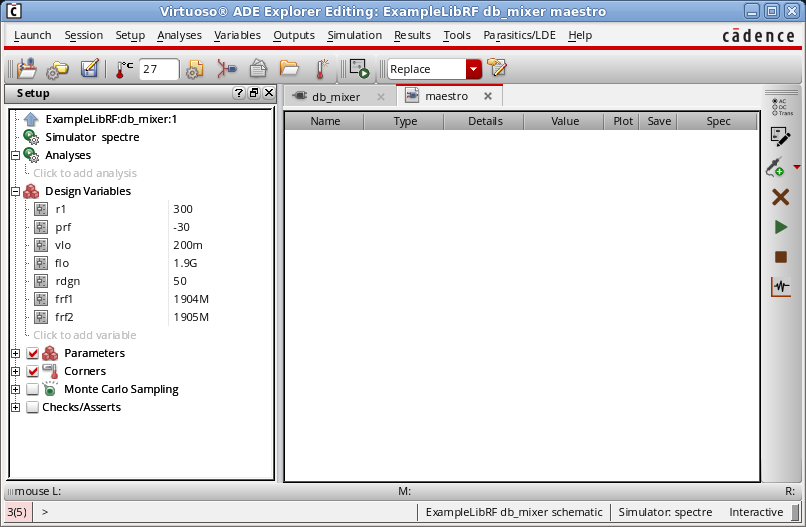 Virtuoso® ADE Explorer Editing: ExampleLibRF db_mixer maestro
Launch Session Setup Analyses Variables Outputs Simulation Results Tools Parasitics/LDE Help cādence
°C 27 Replace
Setup
db_mixer maestro
AC
DC
Trans
ExampleLibRF:db_mixer:1
Simulator spectre
Analyses
Click to add analysis
Design Variables
r1 300
prf -30
vlo 200m
flo 1.9G
rdgn 50
frf1 1904M
frf2 1905M
Click to add variable
Parameters
Corners
Monte Carlo Sampling
Checks/Asserts
Name Type Details Value Plot Save Spec
mouse L: M: R:
3(5) > ExampleLibRF db_mixer schematic Simulator: spectre Interactive